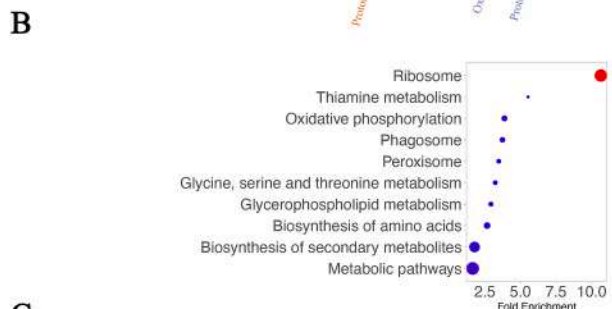 B
Ribosome
Thiamine metabolism
Oxidative phosphorylation
Phagosome
Peroxisome
Glycine, serine and threonine metabolism
Glycerophospholipid metabolism
Biosynthesis of amino acids
Biosynthesis of secondary metabolites
Metabolic pathways
2.5 5.0 7.5 10.0
Fold Enrichment